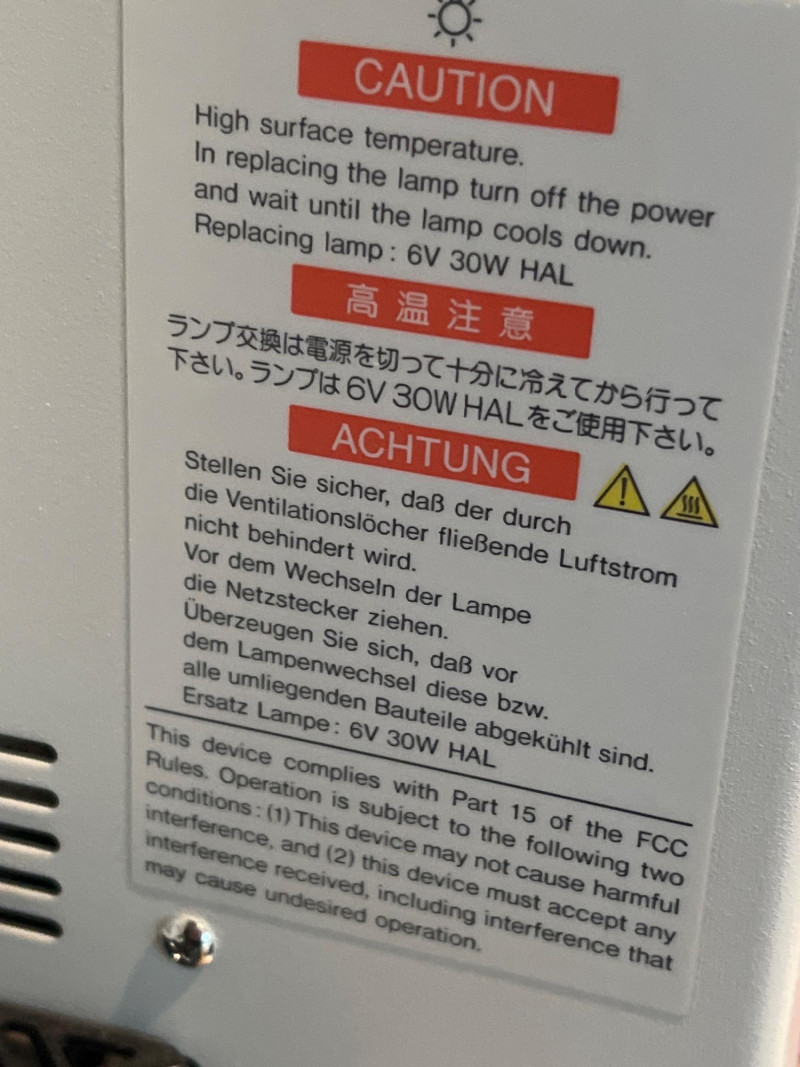 CAUTION
High surface temperature.
In replacing the lamp turn off the power
and wait until the lamp cools down.
Replacing lamp : 6V 30W HAL
高温注意
ランプ交換は電源を切って十分に冷えてから行って
下さい。ランプは6V 30W HALをご使用下さい。
ACHTUNG
Stellen Sie sicher, daß der durch
die Ventilationslöcher fließende Luftstrom
nicht behindert wird.
Vor dem Wechseln der Lampe
die Netzstecker ziehen.
Überzeugen Sie sich, daß vor
dem Lampenwechsel diese bzw.
alle umliegenden Bauteile abgekühlt sind.
Ersatz Lampe : 6V 30W HAL
This device complies with Part 15 of the FCC
Rules. Operation is subject to the following two
conditions : (1) This device may not cause harmful
interference, and (2) this device must accept any
interference received, including interference that
may cause undesired operation.